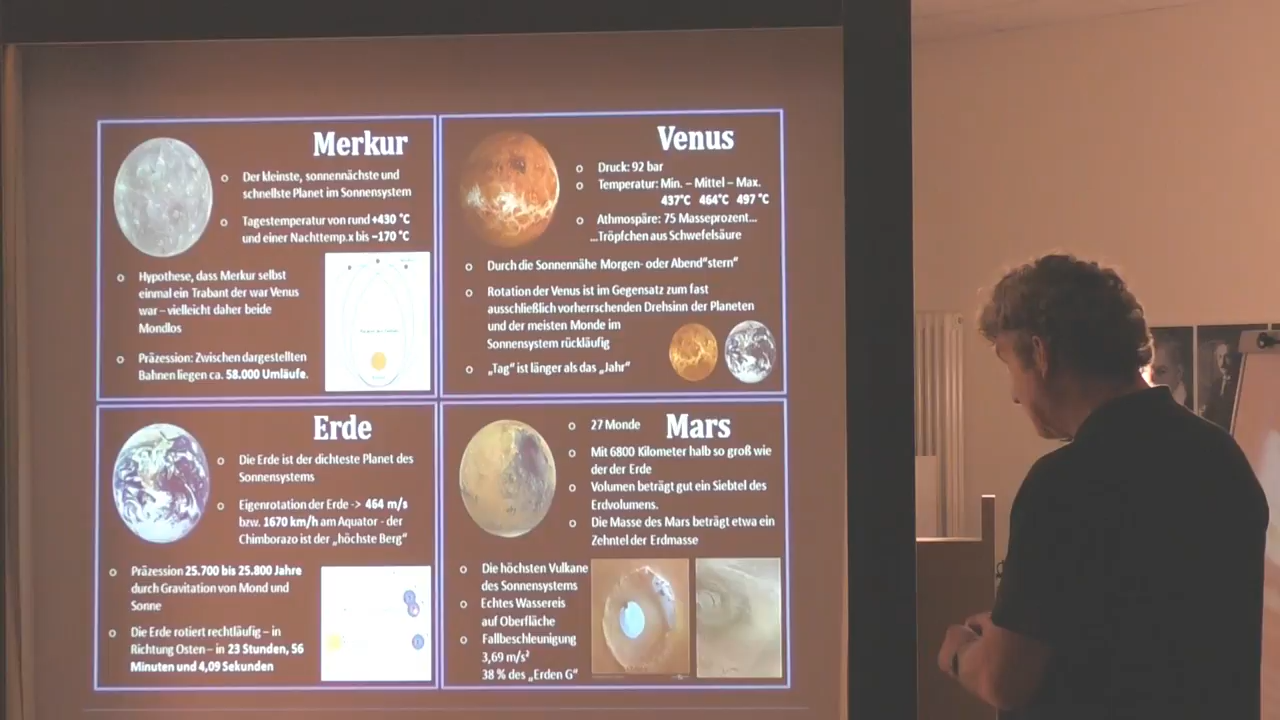 Merkur
Der kleinste, sonnennächste und
schnellste Planet im Sonnensystem
Tagestemperatur von rund +430 °C
und einer Nachttemp.x bis −170 °C
Hypothese, dass Merkur selbst
einmal ein Trabant der war Venus
war – vielleicht daher beide
Mondlos
Präzession: Zwischen dargestellten
Bahnen liegen ca. 58.000 Umläufe.
Venus
Druck: 92 bar
Temperatur: Min. – Mittel – Max.
437°C 464°C 497 °C
Athmospäre: 75 Masseprozent...
...Tröpfchen aus Schwefelsäure
Durch die Sonnennähe Morgen- oder Abend"stern"
Rotation der Venus ist im Gegensatz zum fast
ausschließlich vorherrschenden Drehsinn der Planeten
und der meisten Monde im
Sonnensystem rückläufig
„Tag" ist länger als das „Jahr"
Erde
Die Erde ist der dichteste Planet des
Sonnensystems
Eigenrotation der Erde -> 464 m/s
bzw. 1670 km/h am Aquator - der
Chimborazo ist der „höchste Berg"
Präzession 25.700 bis 25.800 Jahre
durch Gravitation von Mond und
Sonne
Die Erde rotiert rechtläufig – in
Richtung Osten – in 23 Stunden, 56
Minuten und 4,09 Sekunden
Mars
27 Monde
Mit 6800 Kilometer halb so groß wie
der der Erde
Volumen beträgt gut ein Siebtel des
Erdvolumens.
Die Masse des Mars beträgt etwa ein
Zehntel der Erdmasse
Die höchsten Vulkane
des Sonnensystems
Echtes Wassereis
auf Oberfläche
Fallbeschleunigung
3,69 m/s²
38 % des „Erden G"